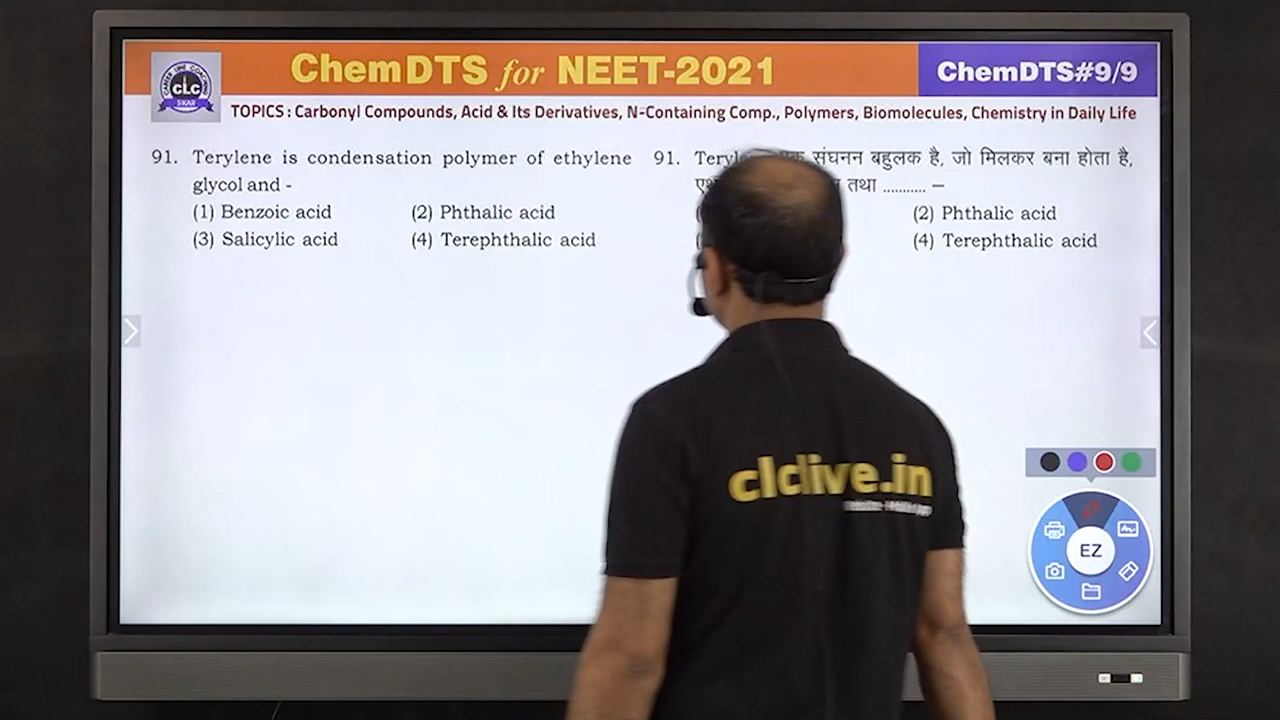 ChemDTS for NEET-2021
ChemDTS#9/9
CLC
SIKAR
TOPICS : Carbonyl Compounds, Acid & Its Derivatives, N-Containing Comp., Polymers, Biomolecules, Chemistry in Daily Life
91. Terylene is condensation polymer of ethylene
glycol and -
(1) Benzoic acid (2) Phthalic acid
(3) Salicylic acid (4) Terephthalic acid
91. संघनन बहुलक है, जो मिलकर बना होता है,
तथा ........... –
(2) Phthalic acid
(4) Terephthalic acid
clclive.in
EZ